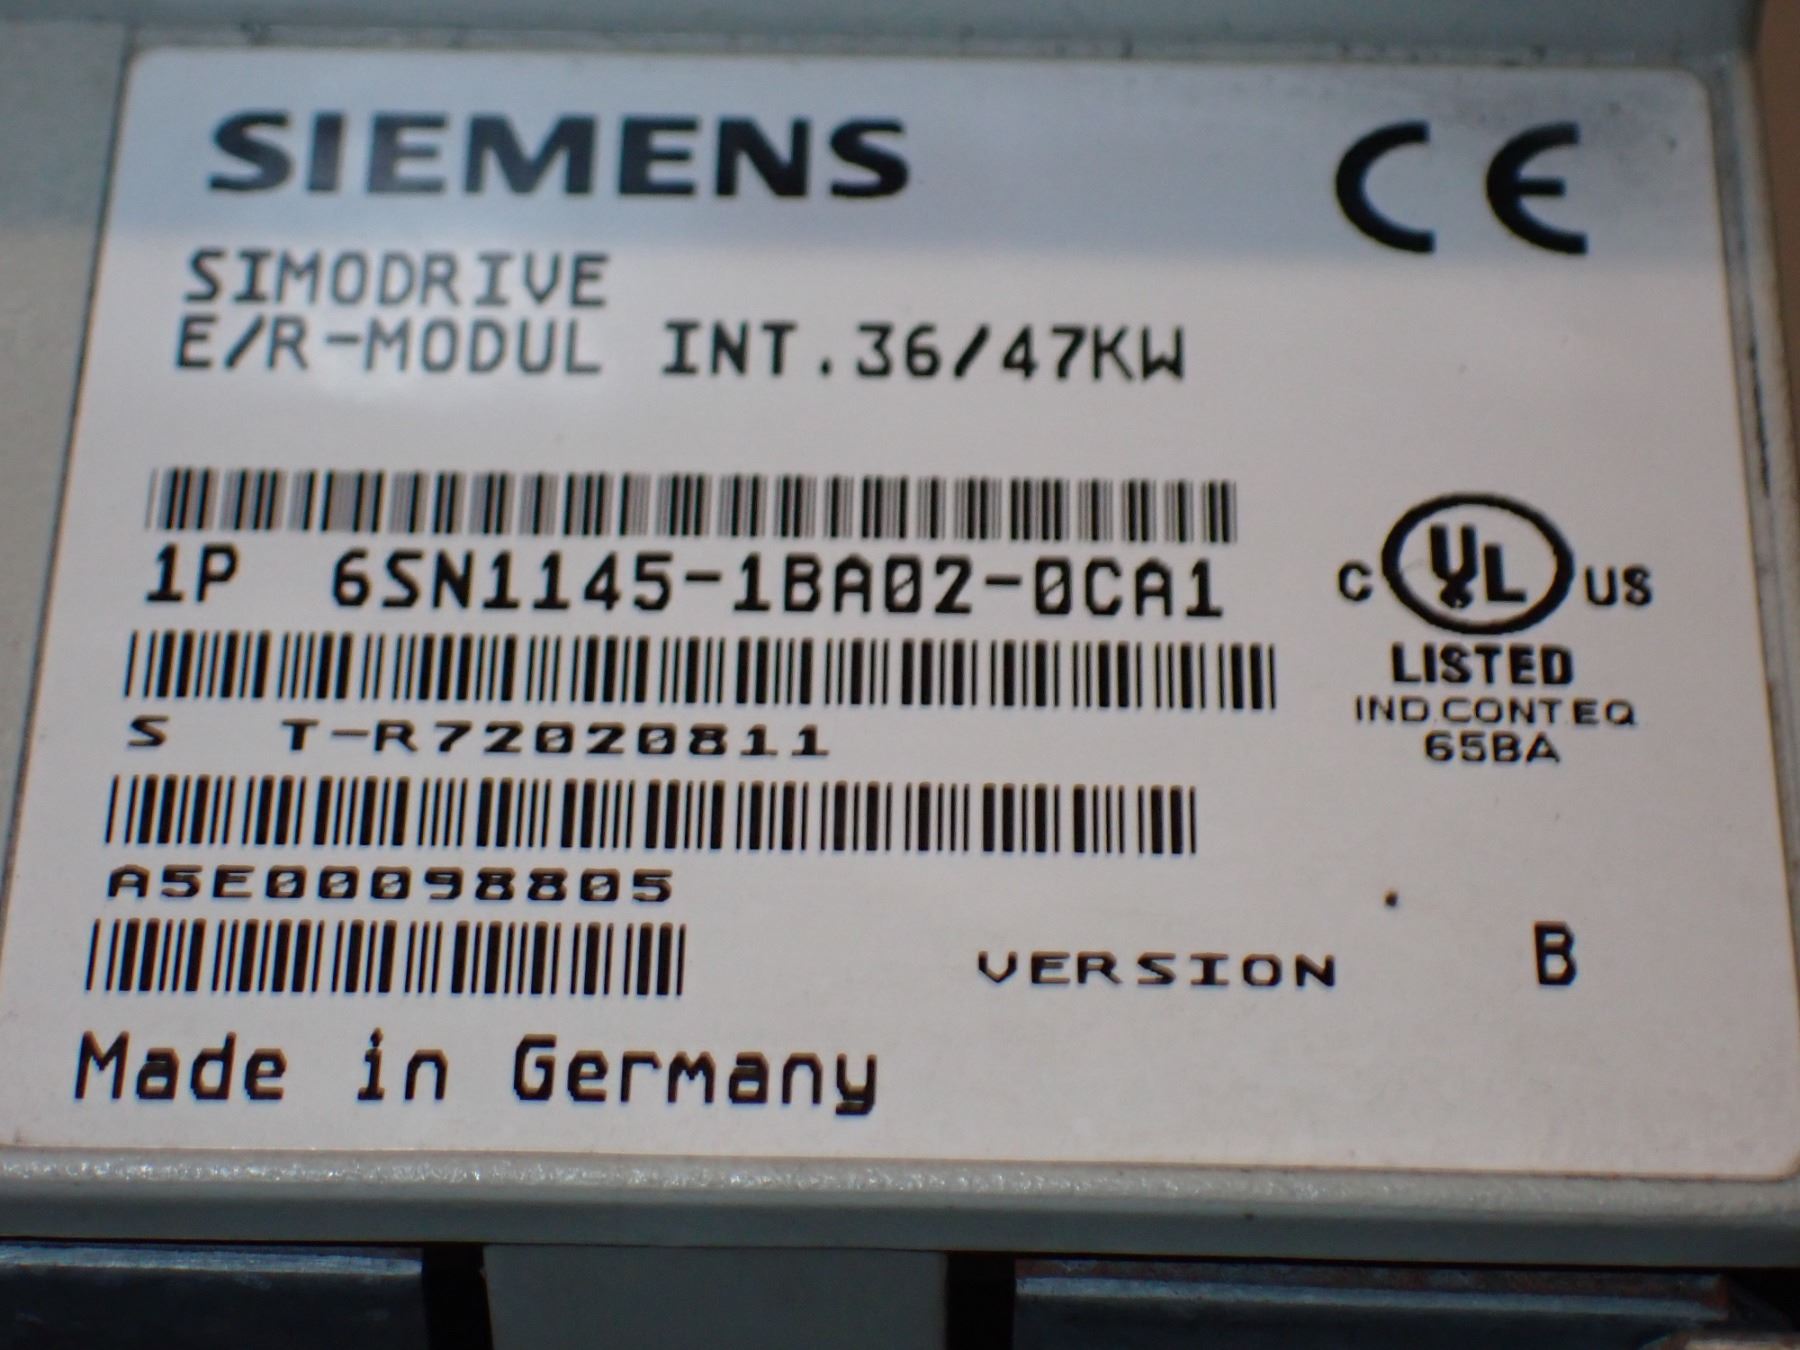 SIEMENS
CE
SIMODRIVE
E/R-MODUL INT.36/47KW
1P 6SN1145-1BA02-0CA1
C UL US
LISTED
IND.CONT.EQ
65BA
S T-R72020811
A5E00098805
VERSION B
Made in Germany